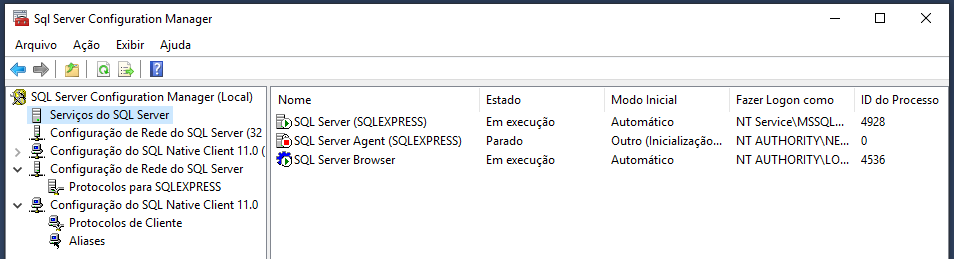 Sql Server Configuration Manager
Arquivo Ação Exibir Ajuda
SQL Server Configuration Manager (Local)
Serviços do SQL Server
Configuração de Rede do SQL Server (32
Configuração do SQL Native Client 11.0 (
Configuração de Rede do SQL Server
Protocolos para SQLEXPRESS
Configuração do SQL Native Client 11.0
Protocolos de Cliente
Aliases
Nome Estado Modo Inicial Fazer Logon como ID do Processo
SQL Server (SQLEXPRESS) Em execução Automático NT Service\MSSQL... 4928
SQL Server Agent (SQLEXPRESS) Parado Outro (Inicialização... NT AUTHORITY\NE... 0
SQL Server Browser Em execução Automático NT AUTHORITY\LO... 4536